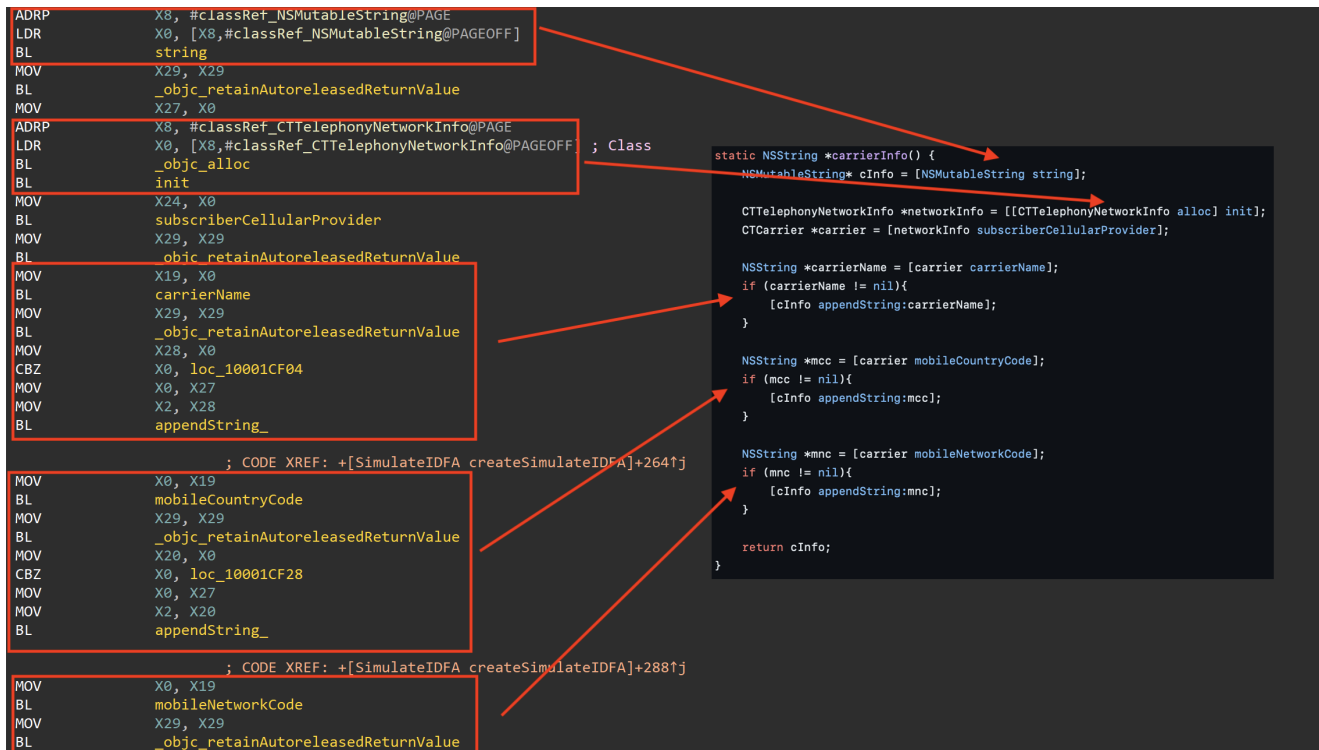 ADRP X8, #classRef_NSMutableString@PAGE
LDR X0, [X8,#classRef_NSMutableString@PAGEOFF]
BL string
MOV X29, X29
BL _objc_retainAutoreleasedReturnValue
MOV X27, X0
ADRP X8, #classRef_CTTelephonyNetworkInfo@PAGE
LDR X0, [X8,#classRef_CTTelephonyNetworkInfo@PAGEOFF] ; Class
BL _objc_alloc
BL init
MOV X24, X0
BL subscriberCellularProvider
MOV X29, X29
BL _objc_retainAutoreleasedReturnValue
MOV X19, X0
BL carrierName
MOV X29, X29
BL _objc_retainAutoreleasedReturnValue
MOV X28, X0
CBZ X0, loc_10001CF04
MOV X0, X27
MOV X2, X28
BL appendString_
; CODE XREF: +[SimulateIDFA createSimulateIDFA]+264↑j
MOV X0, X19
BL mobileCountryCode
MOV X29, X29
BL _objc_retainAutoreleasedReturnValue
MOV X20, X0
CBZ X0, loc_10001CF28
MOV X0, X27
MOV X2, X20
BL appendString_
; CODE XREF: +[SimulateIDFA createSimulateIDFA]+288↑j
MOV X0, X19
BL mobileNetworkCode
MOV X29, X29
BL _objc_retainAutoreleasedReturnValue
static NSString *carrierInfo() {
NSMutableString* cInfo = [NSMutableString string];
CTTelephonyNetworkInfo *networkInfo = [[CTTelephonyNetworkInfo alloc] init];
CTCarrier *carrier = [networkInfo subscriberCellularProvider];
NSString *carrierName = [carrier carrierName];
if (carrierName != nil){
[cInfo appendString:carrierName];
}
NSString *mcc = [carrier mobileCountryCode];
if (mcc != nil){
[cInfo appendString:mcc];
}
NSString *mnc = [carrier mobileNetworkCode];
if (mnc != nil){
[cInfo appendString:mnc];
}
return cInfo;
}